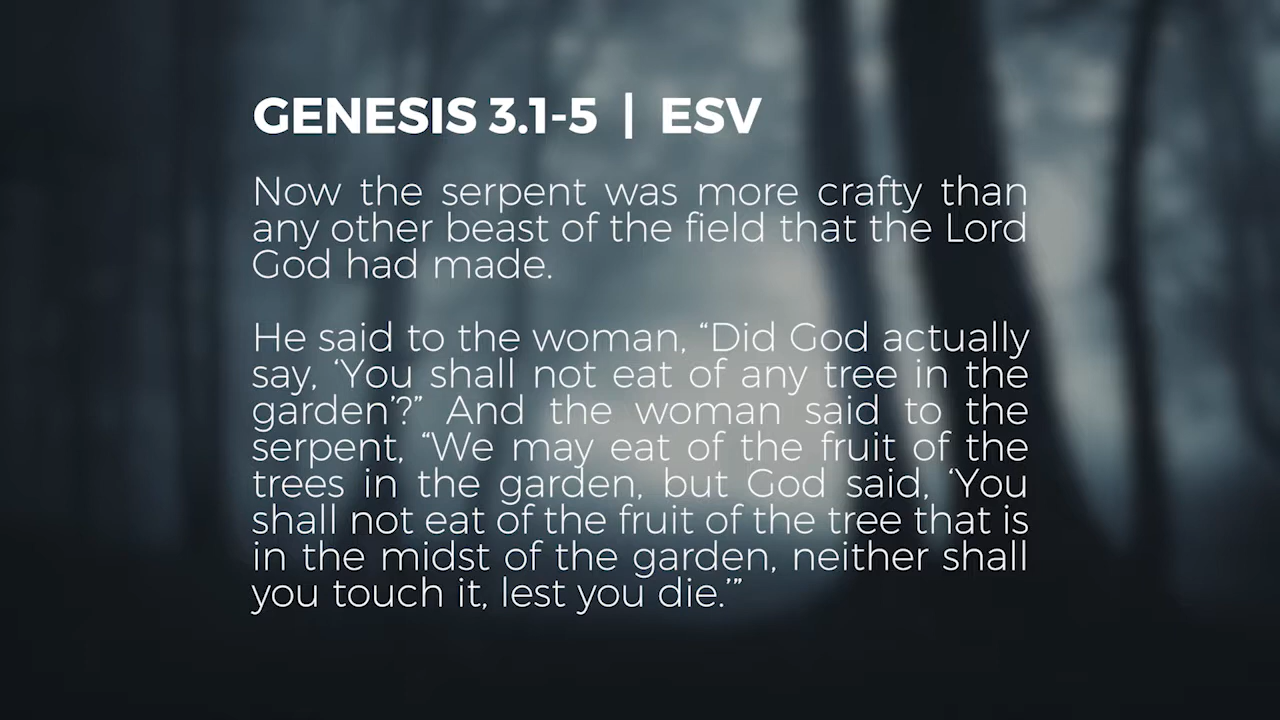 GENESIS 3.1-5 | ESV
Now the serpent was more crafty than
any other beast of the field that the Lord
God had made.
He said to the woman, “Did God actually
say, ‘You shall not eat of any tree in the
garden’?” And the woman said to the
serpent, “We may eat of the fruit of the
trees in the garden, but God said, ‘You
shall not eat of the fruit of the tree that is
in the midst of the garden, neither shall
you touch it, lest you die.’”